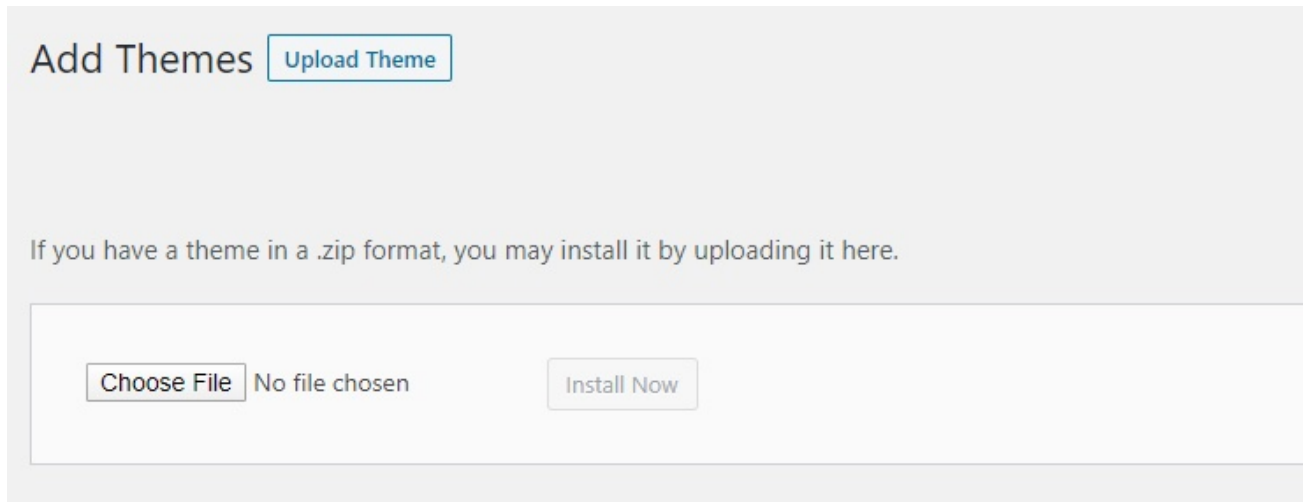 Add Themes Upload Theme
If you have a theme in a .zip format, you may install it by uploading it here.
Choose File No file chosen Install Now